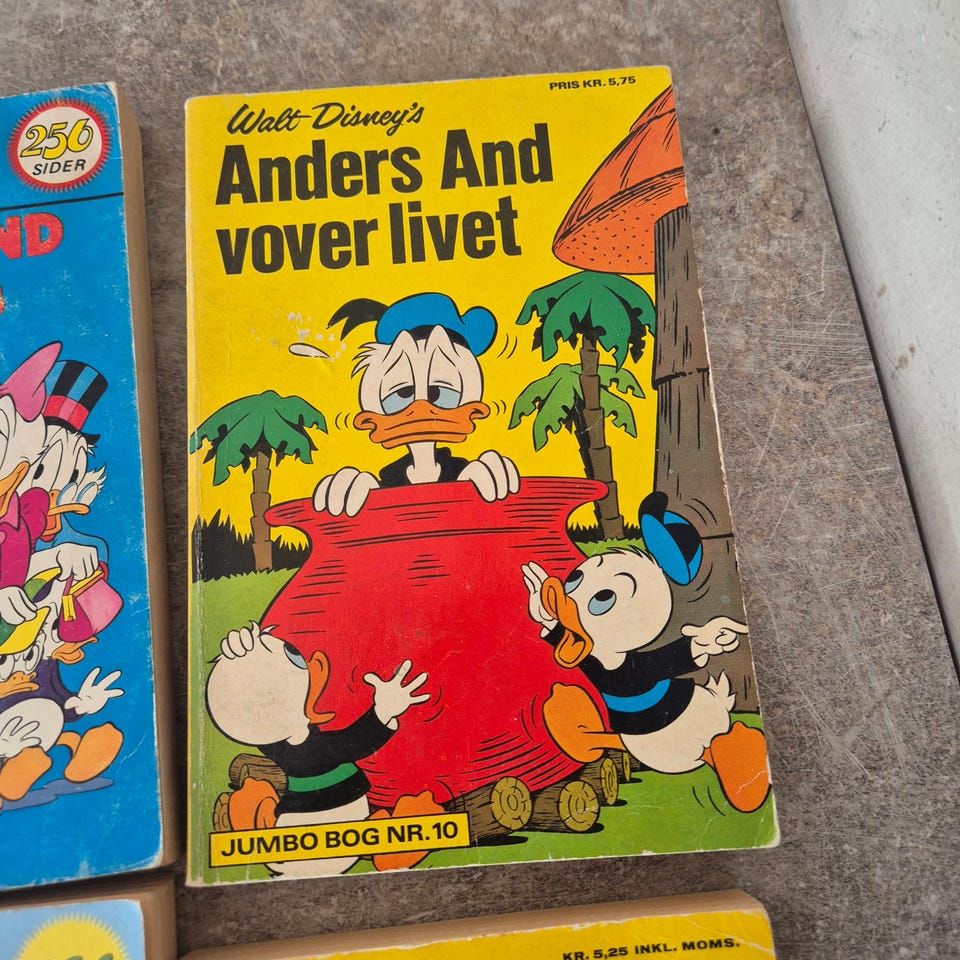 256
SIDER
ND
PRIS KR. 5,75
Walt Disney's
Anders And
vover livet
JUMBO BOG NR. 10
KR. 5,25 INKL. MOMS.